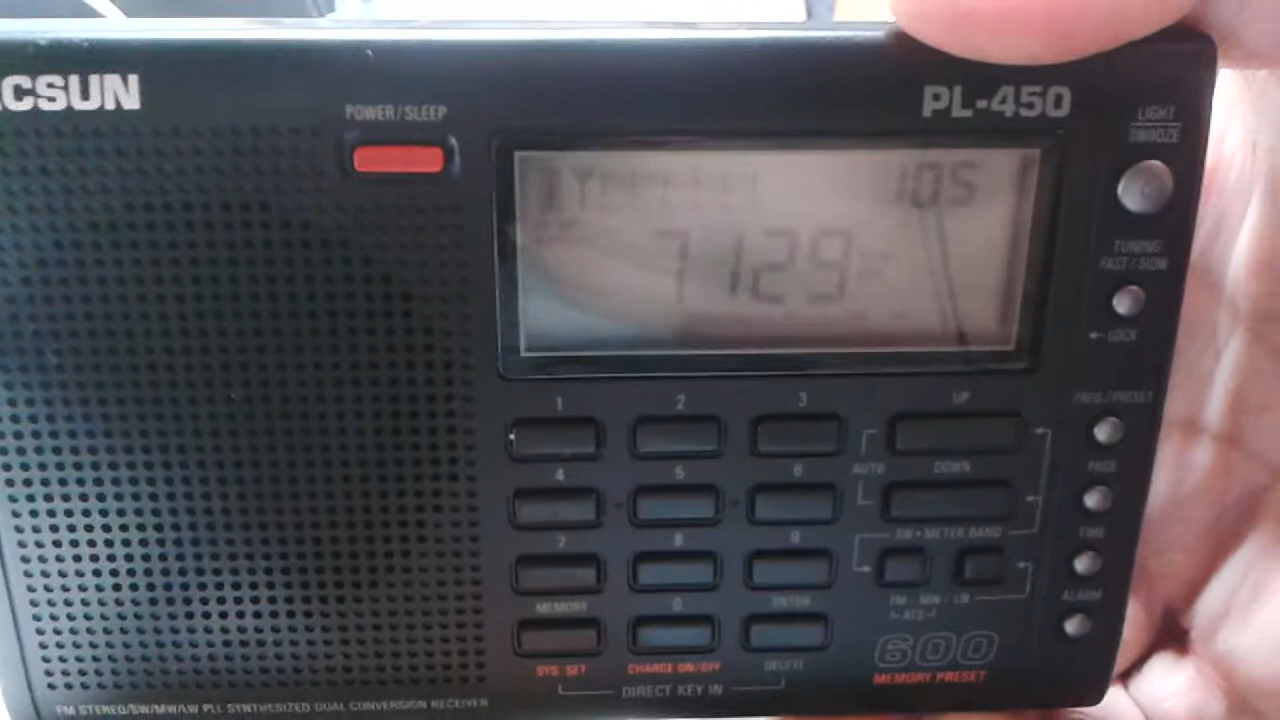 CSUN
PL-450
POWER/SLEEP
LIGHT
SNOOZE
105
7129
TUNING
FAST/SLOW
←LOCK
1 2 3 UP
FREQ./PRESET
4 5 6 AUTO DOWN
PAGE
7 8 9 SW•METER BAND
TIME
MEMORY 0 ENTER
FM - MW - LW
ATS
ALARM
600
MEMORY PRESET
SYS SET CHARGE ON/OFF DELETE
DIRECT KEY IN
FM STEREO/SW/MW/LW PLL SYNTHESIZED DUAL CONVERSION RECEIVER